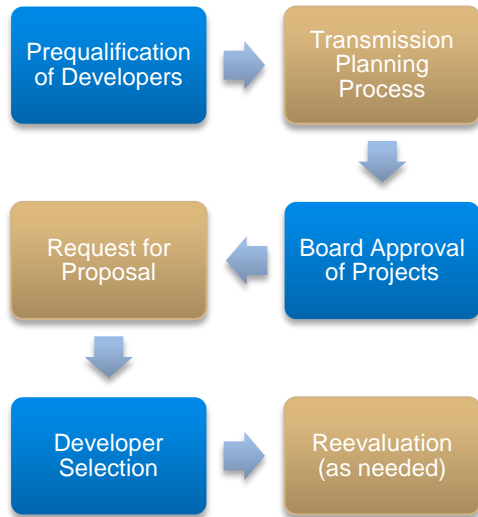 Prequalification
of Developers
Transmission
Planning
Process
Board Approval
of Projects
Request for
Proposal
Developer
Selection
Reevaluation
(as needed)